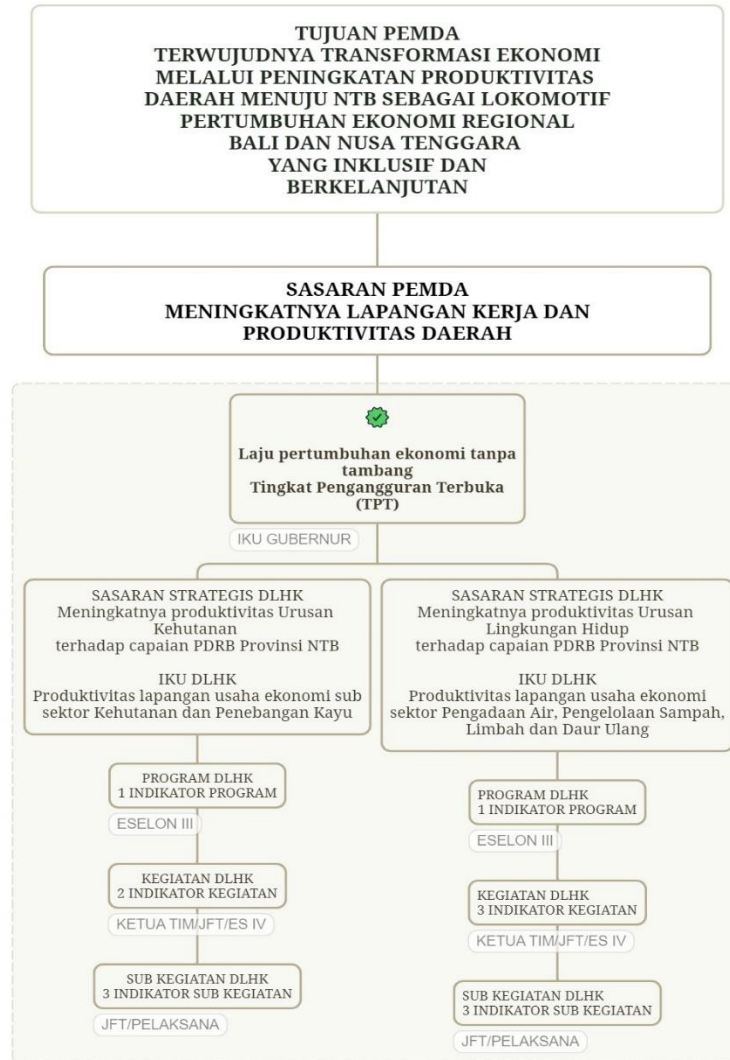 TUJUAN PEMDA
TERWUJUDNYA TRANSFORMASI EKONOMI
MELALUI PENINGKATAN PRODUKTIVITAS
DAERAH MENUJU NTB SEBAGAI LOKOMOTIF
PERTUMBUHAN EKONOMI REGIONAL
BALI DAN NUSA TENGGARA
YANG INKLUSIF DAN
BERKELANJUTAN
SASARAN PEMDA
MENINGKATNYA LAPANGAN KERJA DAN
PRODUKTIVITAS DAERAH
Laju pertumbuhan ekonomi tanpa
tambang
Tingkat Pengangguran Terbuka
(TPT)
IKU GUBERNUR
SASARAN STRATEGIS DLHK
Meningkatnya produktivitas Urusan
Kehutanan
terhadap capaian PDRB Provinsi NTB
IKU DLHK
Produktivitas lapangan usaha ekonomi sub
sektor Kehutanan dan Penebangan Kayu
PROGRAM DLHK
1 INDIKATOR PROGRAM
ESELON III
KEGIATAN DLHK
2 INDIKATOR KEGIATAN
KETUA TIM/JFT/ES IV
SUB KEGIATAN DLHK
3 INDIKATOR SUB KEGIATAN
JFT/PELAKSANA
SASARAN STRATEGIS DLHK
Meningkatnya produktivitas Urusan
Lingkungan Hidup
terhadap capaian PDRB Provinsi NTB
IKU DLHK
Produktivitas lapangan usaha ekonomi
sektor Pengadaan Air, Pengelolaan Sampah,
Limbah dan Daur Ulang
PROGRAM DLHK
1 INDIKATOR PROGRAM
ESELON III
KEGIATAN DLHK
3 INDIKATOR KEGIATAN
KETUA TIM/JFT/ES IV
SUB KEGIATAN DLHK
3 INDIKATOR SUB KEGIATAN
JFT/PELAKSANA